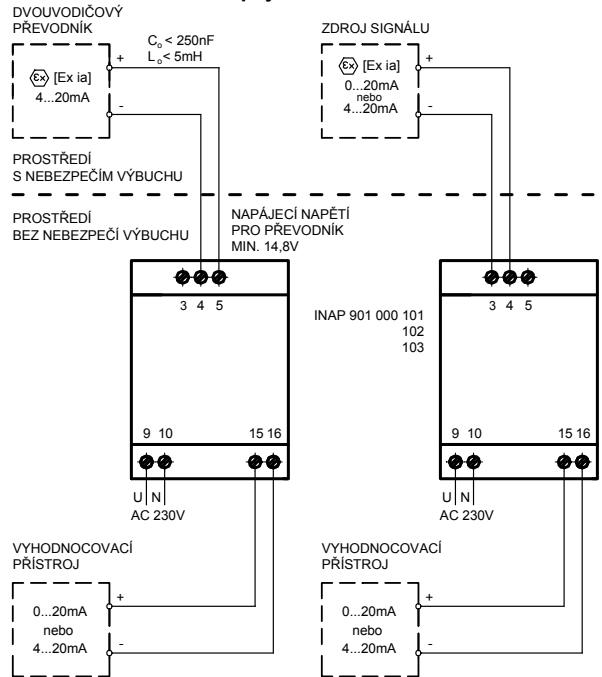 DVOUVODIČOVÝ
PŘEVODNÍK
+
C₀ < 250nF
L₀ < 5mH
Ex [Ex ia]
4...20mA
-
ZDROJ SIGNÁLU
+
Ex [Ex ia]
0...20mA
nebo
4...20mA
-
PROSTŘEDÍ
S NEBEZPEČÍM VÝBUCHU
PROSTŘEDÍ
BEZ NEBEZPEČÍ VÝBUCHU
NAPÁJECÍ NAPĚTÍ
PRO PŘEVODNÍK
MIN. 14,8V
3 4 5
3 4 5
INAP 901 000 101
102
103
9 10 15 16
9 10 15 16
U N
AC 230V
U N
AC 230V
VYHODNOCOVACÍ
PŘÍSTROJ
+
0...20mA
nebo
4...20mA
-
VYHODNOCOVACÍ
PŘÍSTROJ
+
0...20mA
nebo
4...20mA
-